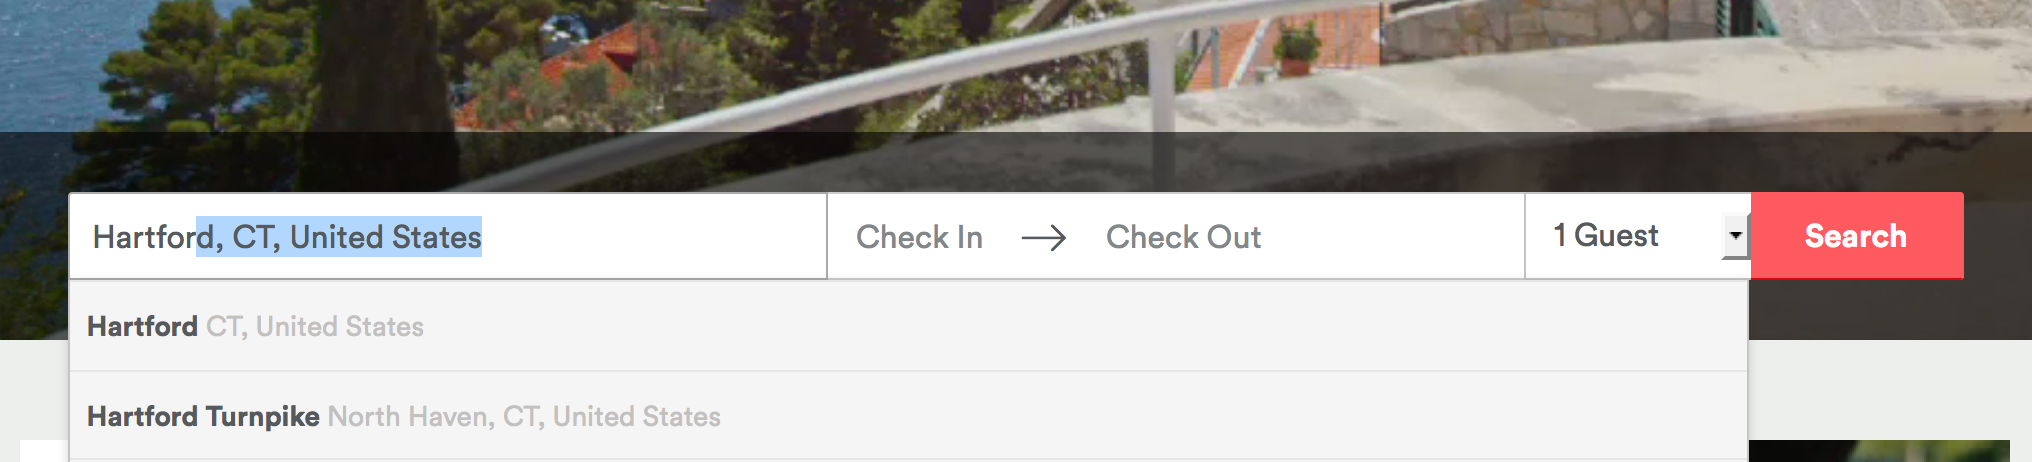 Hartford, CT, United States
Check In → Check Out
1 Guest
Search
Hartford CT, United States
Hartford Turnpike North Haven, CT, United States